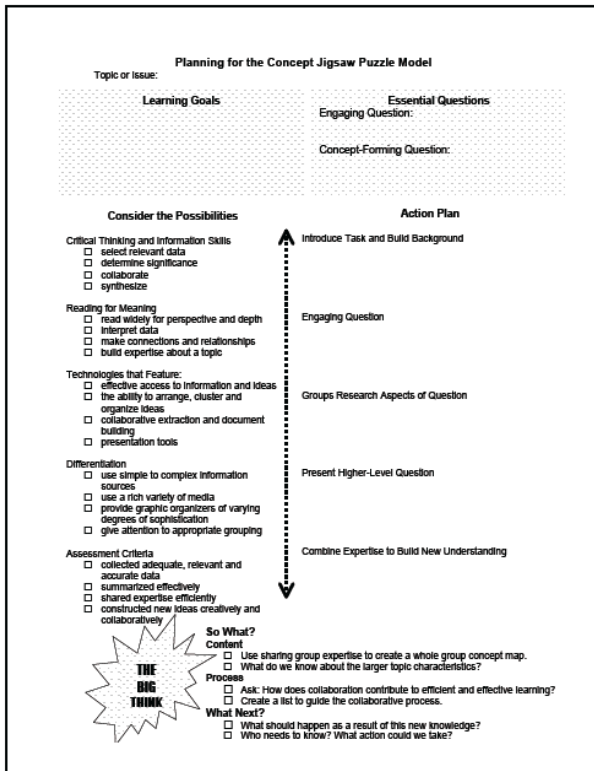 Planning for the Concept Jigsaw Puzzle Model
Topic or Issue:
Learning Goals
Essential Questions
Engaging Question:
Concept-Forming Question:
Consider the Possibilities
Critical Thinking and Information Skills
select relevant data
determine significance
collaborate
synthesize
Reading for Meaning
read widely for perspective and depth
interpret data
make connections and relationships
build expertise about a topic
Technologies that Feature:
effective access to information and ideas
the ability to arrange, cluster and
organize ideas
collaborative extraction and document
building
presentation tools
Differentiation
use simple to complex information
sources
use a rich variety of media
provide graphic organizers of varying
degrees of sophistication
give attention to appropriate grouping
Assessment Criteria
collected adequate, relevant and
accurate data
summarized effectively
shared expertise efficiently
constructed new ideas creatively and
collaboratively
Action Plan
Introduce Task and Build Background
Engaging Question
Groups Research Aspects of Question
Present Higher-Level Question
Combine Expertise to Build New Understanding
THE
BIG
THINK
So What?
Content
Use sharing group expertise to create a whole group concept map.
What do we know about the larger topic characteristics?
Process
Ask: How does collaboration contribute to efficient and effective learning?
Create a list to guide the collaborative process.
What Next?
What should happen as a result of this new knowledge?
Who needs to know? What action could we take?